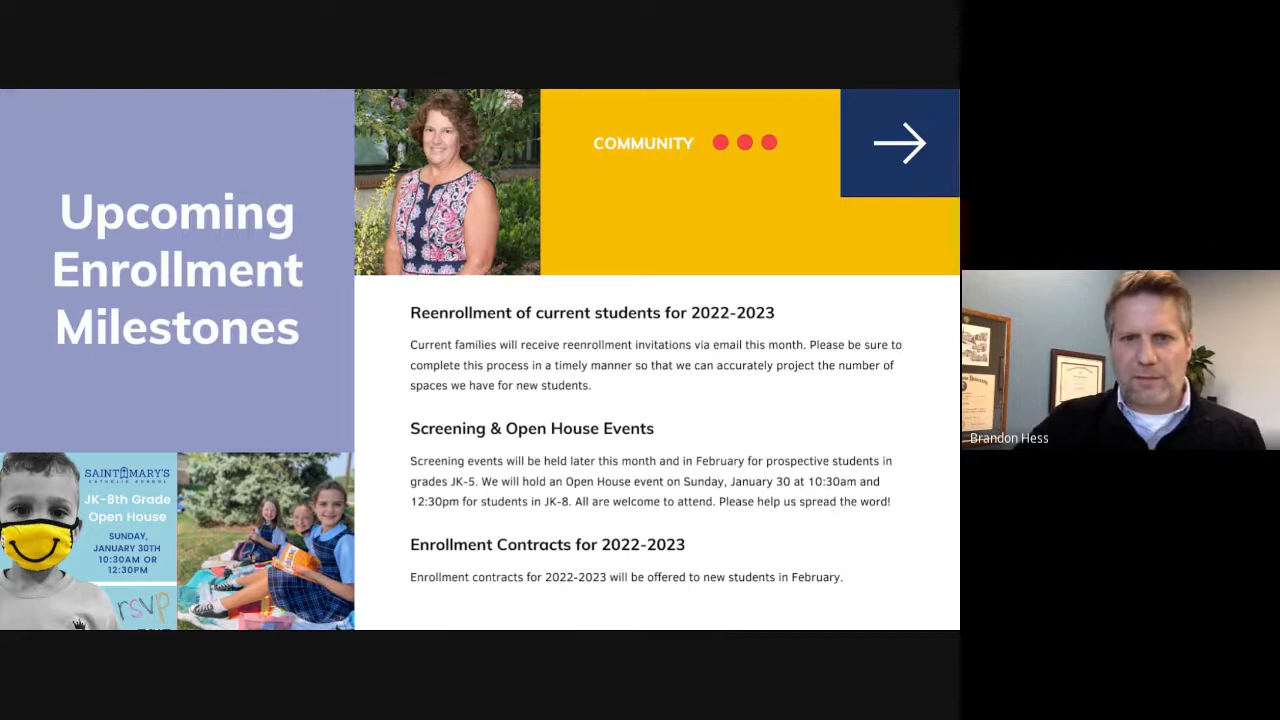 Upcoming
Enrollment
Milestones
COMMUNITY
Reenrollment of current students for 2022-2023
Current families will receive reenrollment invitations via email this month. Please be sure to
complete this process in a timely manner so that we can accurately project the number of
spaces we have for new students.
Screening & Open House Events
Screening events will be held later this month and in February for prospective students in
grades JK-5. We will hold an Open House event on Sunday, January 30 at 10:30am and
12:30pm for students in JK-8. All are welcome to attend. Please help us spread the word!
Enrollment Contracts for 2022-2023
Enrollment contracts for 2022-2023 will be offered to new students in February.
SAINT MARY'S
CATHOLIC SCHOOL
JK-8th Grade
Open House
SUNDAY,
JANUARY 30TH
10:30AM OR
12:30PM
rsvp
Brandon Hess